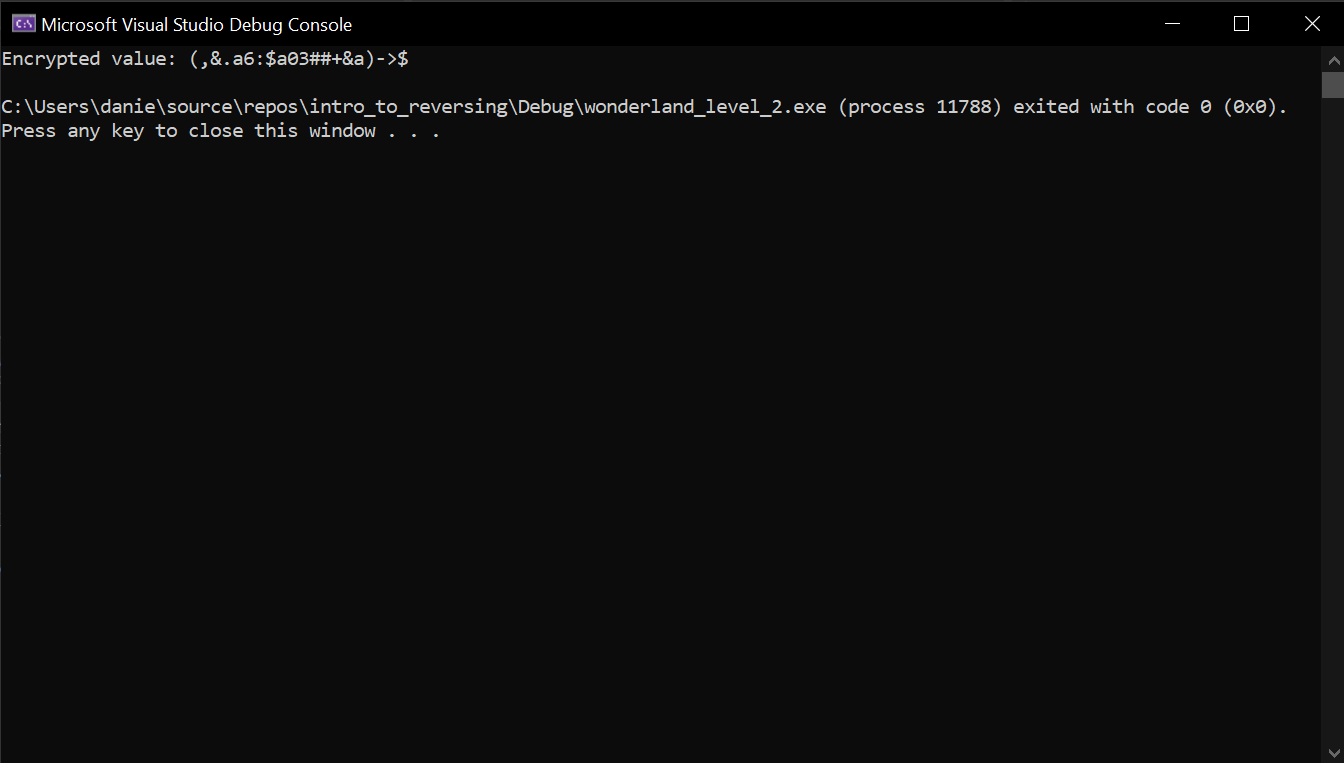 Microsoft Visual Studio Debug Console
Encrypted value: (,&.a6:$a03##+&a)->$
C:\Users\danie\source\repos\intro_to_reversing\Debug\wonderland_level_2.exe (process 11788) exited with code 0 (0x0).
Press any key to close this window . . .